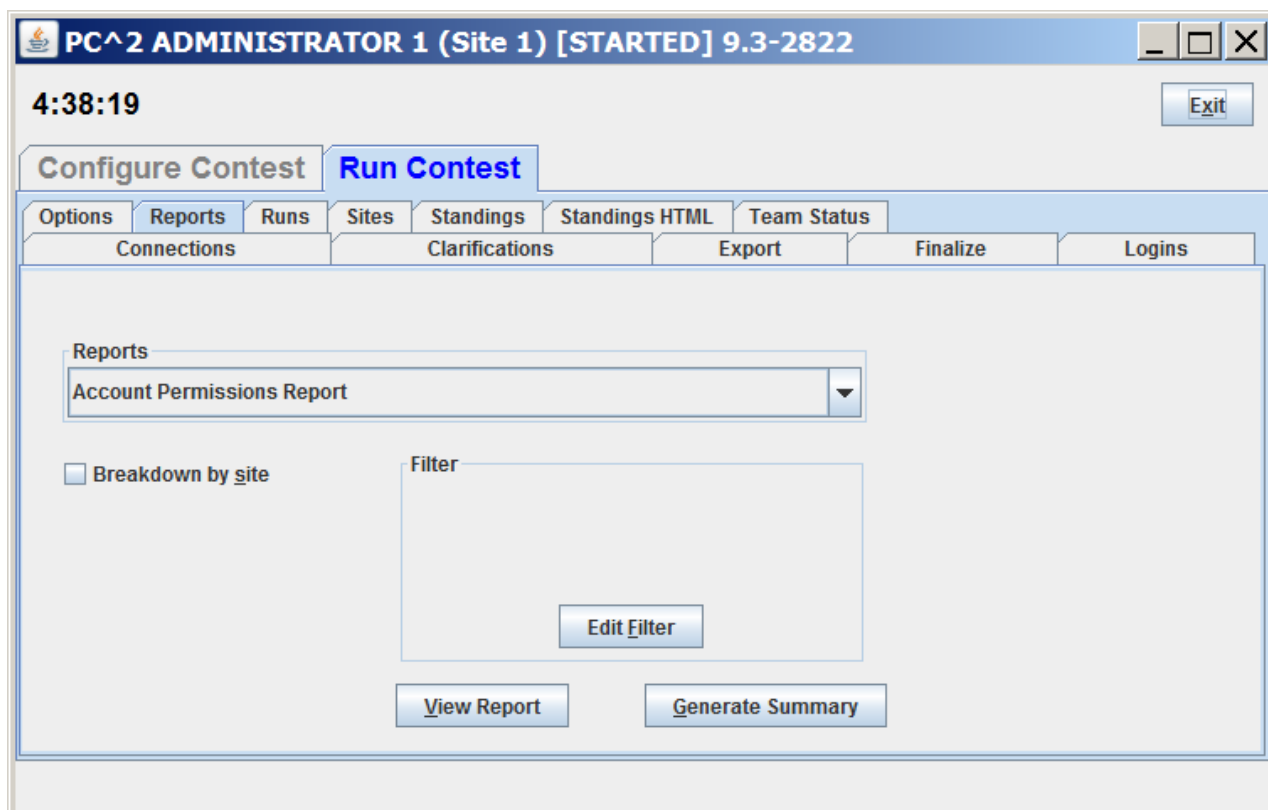 PC^2 ADMINISTRATOR 1 (Site 1) [STARTED] 9.3-2822
4:38:19
Exit
Configure Contest Run Contest
Options Reports Runs Sites Standings Standings HTML Team Status
Connections Clarifications Export Finalize Logins
Reports
Account Permissions Report
Breakdown by site
Filter
Edit Filter
View Report Generate Summary